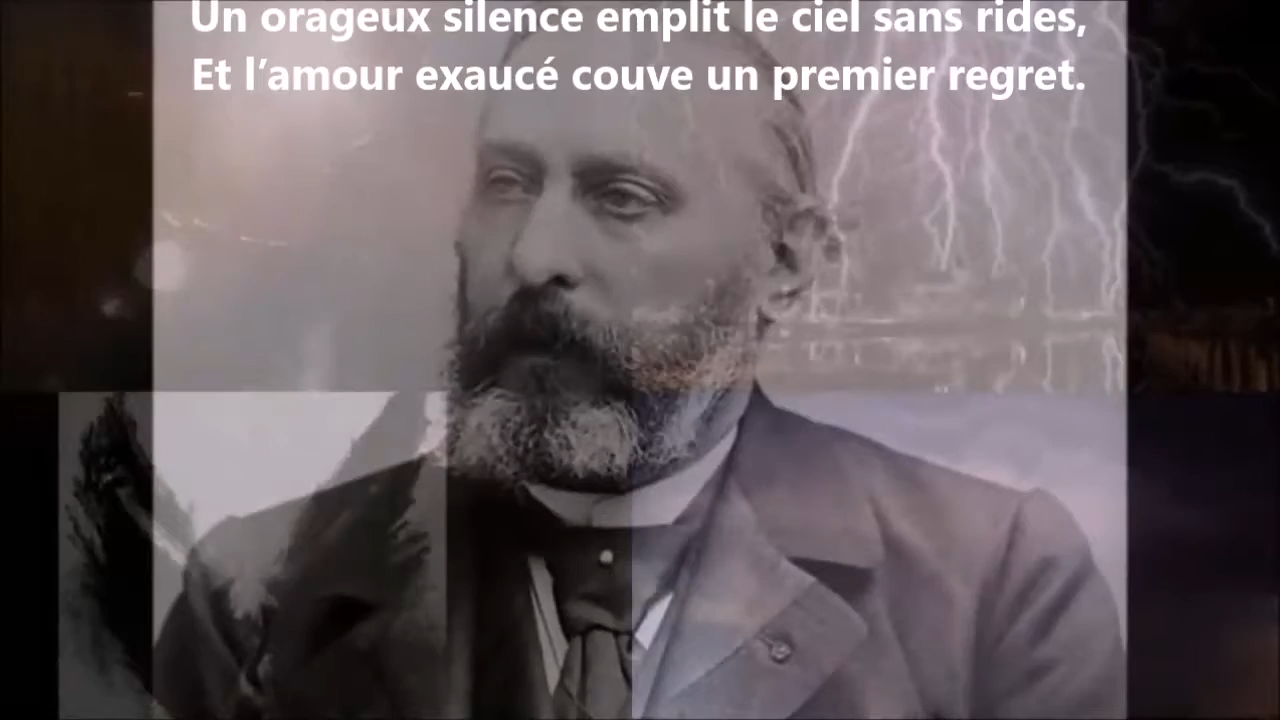 Un orageux silence emplit le ciel sans rides,
Et l’amour exaucé couve un premier regret.